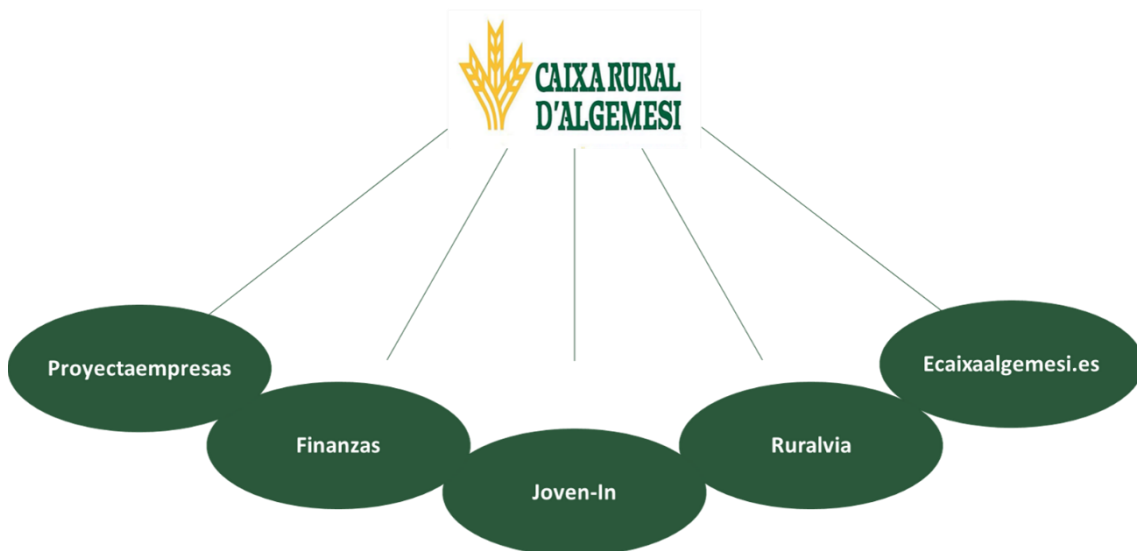 CAIXA RURAL
D'ALGEMESI
Proyectaempresas
Finanzas
Joven-In
Ruralvia
Ecaixaalgemesi.es